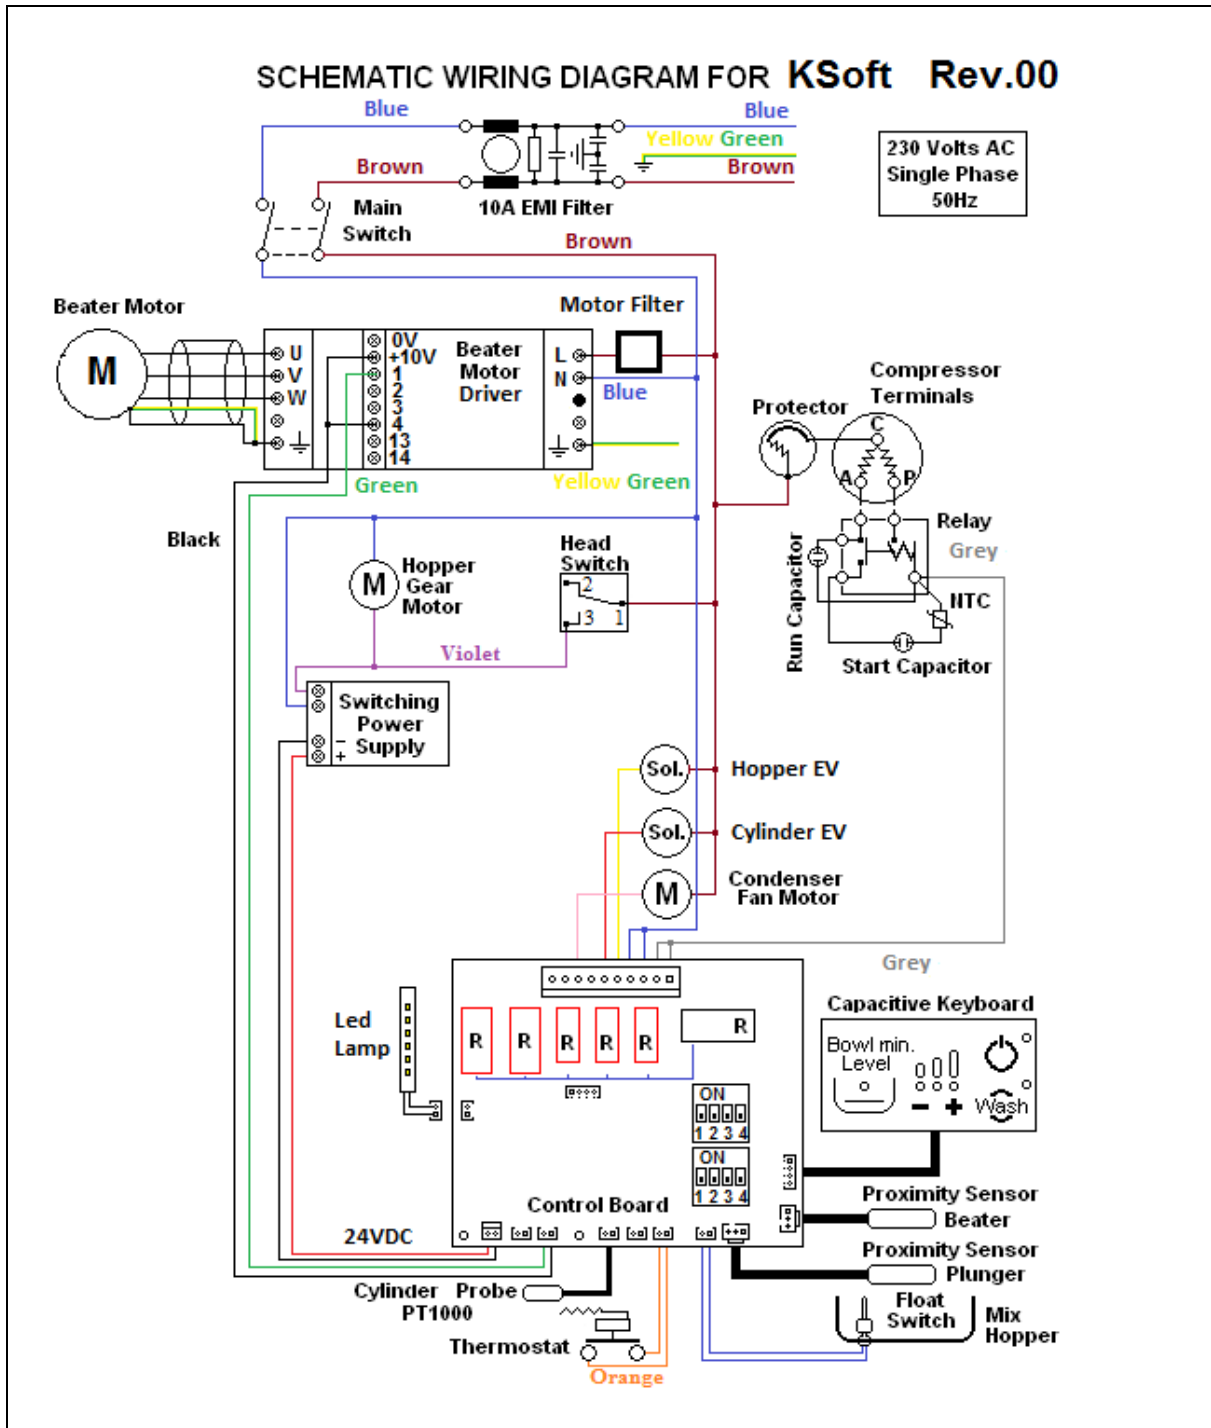 SCHEMATIC WIRING DIAGRAM FOR KSoft Rev.00
Blue
Blue
Yellow Green
Brown
Brown
10A EMI Filter
230 Volts AC
Single Phase
50Hz
Main
Switch
Brown
Beater Motor
M
U
V
W
0V
+10V
1
2
3
4
13
14
Beater
Motor
Driver
L
N
Motor Filter
Blue
Green
Yellow Green
Compressor
Terminals
Protector
C
A
P
Relay
Grey
NTC
Run Capacitor
Start Capacitor
Black
M
Hopper
Gear
Motor
Head
Switch
2
3
1
Violet
Switching
Power
Supply
–
+
Sol.
Hopper EV
Sol.
Cylinder EV
M
Condenser
Fan Motor
Grey
Led
Lamp
R
R
R
R
R
R
ON
1 2 3 4
ON
1 2 3 4
Control Board
Capacitive Keyboard
Bowl min.
Level
– +
Wash
Proximity Sensor
Beater
Proximity Sensor
Plunger
24VDC
Cylinder Probe
PT1000
Thermostat
Orange
Float
Switch
Mix
Hopper